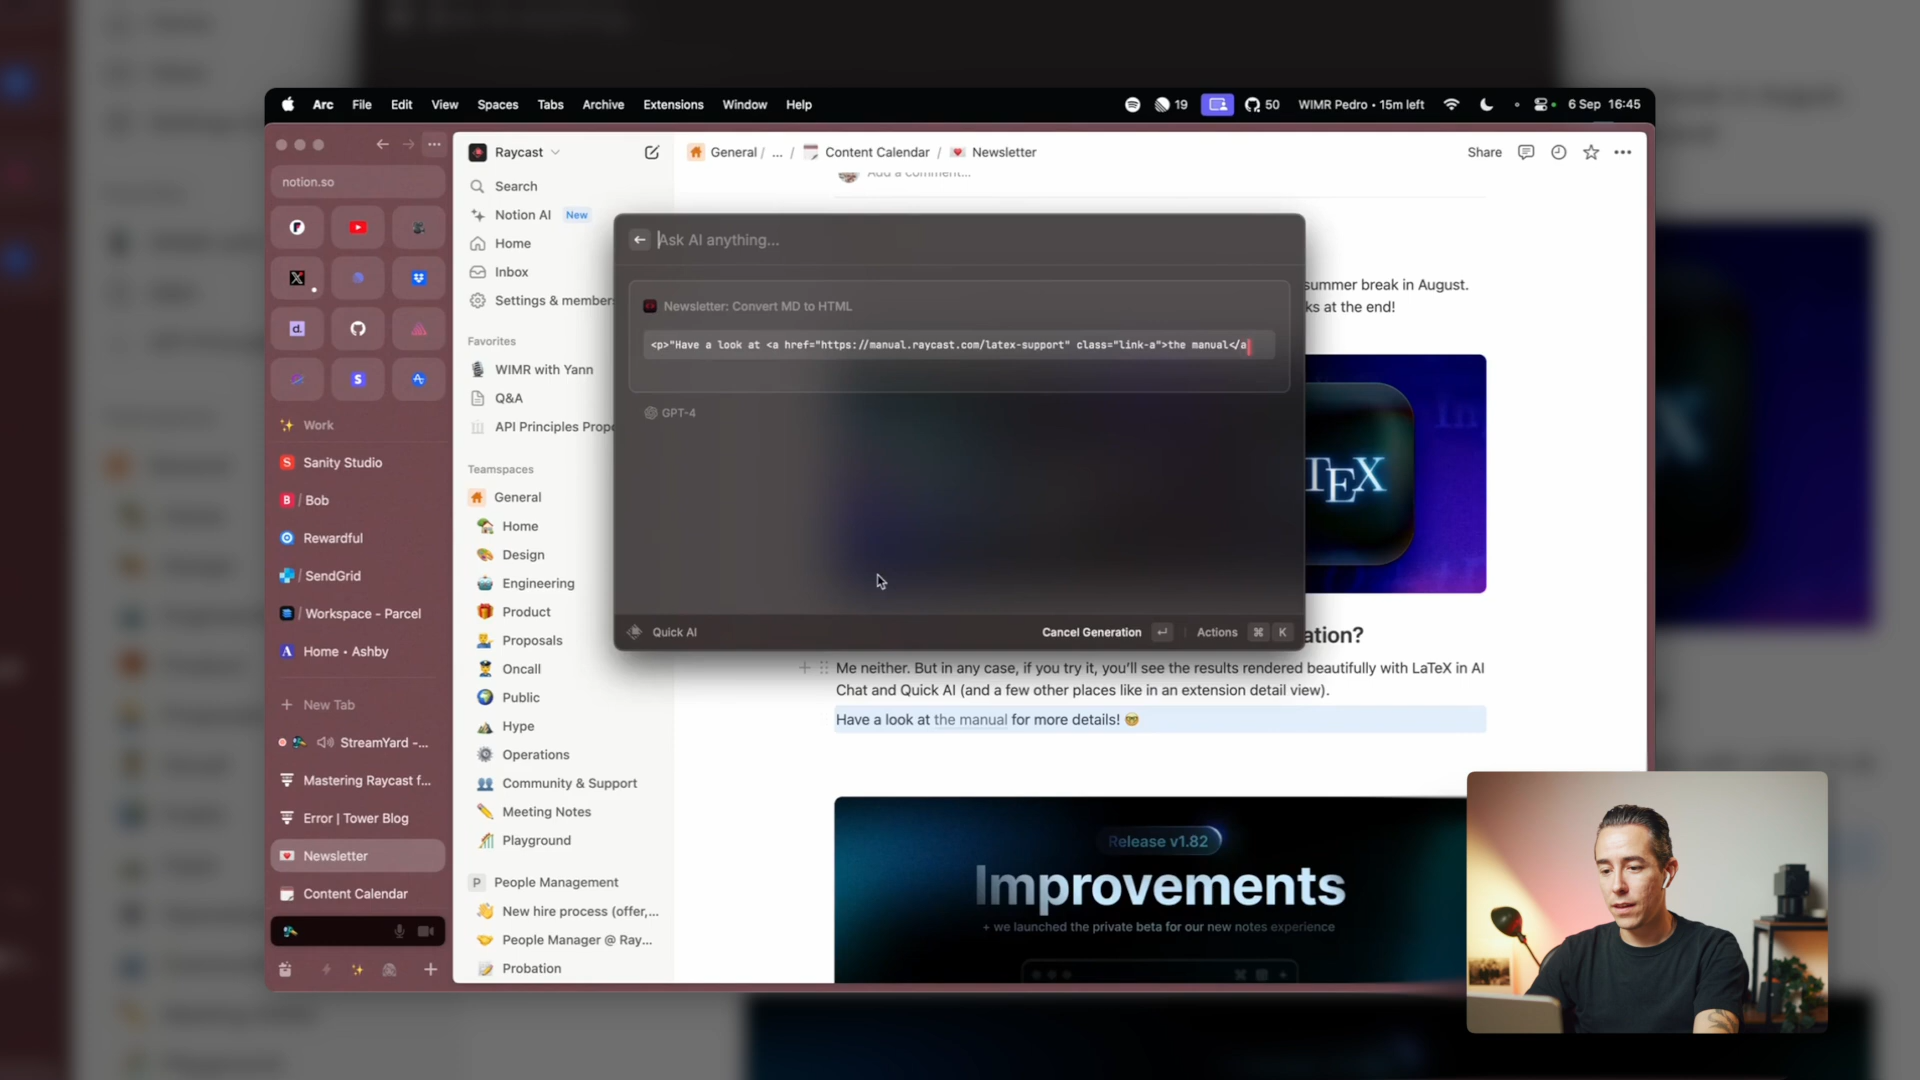 Arc File Edit View Spaces Tabs Archive Extensions Window Help
19
50
WIMR Pedro • 15m left
6 Sep 16:45
notion.so
Work
Sanity Studio
/ Bob
Rewardful
/ SendGrid
/ Workspace - Parcel
Home • Ashby
New Tab
StreamYard -...
Mastering Raycast f...
Error | Tower Blog
Newsletter
Content Calendar
Raycast
Search
Notion AI New
Home
Inbox
Settings & members
Favorites
WIMR with Yann
Q&A
API Principles Prop
Teamspaces
General
Home
Design
Engineering
Product
Proposals
Oncall
Public
Hype
Operations
Community & Support
Meeting Notes
Playground
P People Management
New hire process (offer,...
People Manager @ Ray...
Probation
General / ... / Content Calendar / Newsletter
Share
Add a comment...
Ask AI anything...
Newsletter: Convert MD to HTML
<p>"Have a look at <a href="https://manual.raycast.com/latex-support" class="link-a">the manual</a
GPT-4
Quick AI
Cancel Generation
Actions ⌘ K
summer break in August.
ks at the end!
TEX
ation?
Me neither. But in any case, if you try it, you'll see the results rendered beautifully with LaTeX in AI
Chat and Quick AI (and a few other places like in an extension detail view).
Have a look at the manual for more details! 🤓
Release v1.82
Improvements
+ we launched the private beta for our new notes experience